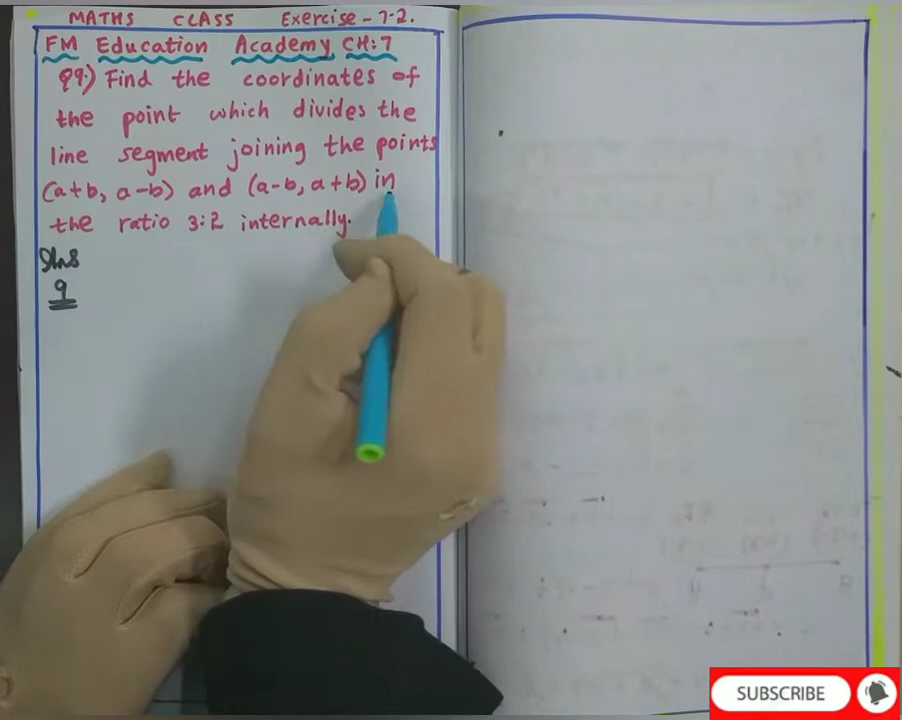 MATHS CLASS Exercise - 7.2.
FM Education Academy CH:7
Q9.) Find the coordinates of
the point which divides the
line segment joining the points
(a+b, a-b) and (a-b, a+b) in
the ratio 3:2 internally.
Ans
9
SUBSCRIBE